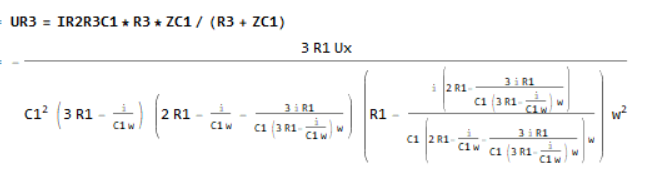 = UR3 = IR2R3C1 * R3 * ZC1 / (R3 + ZC1)
= - (3 R1 Ux) / (C1² (3 R1 - i/(C1 w)) (2 R1 - i/(C1 w) - (3 i R1)/(C1 (3 R1 - i/(C1 w)) w)) (R1 - (i (2 R1 - (3 i R1)/(C1 (3 R1 - i/(C1 w)) w)))/(C1 (2 R1 - i/(C1 w) - (3 i R1)/(C1 (3 R1 - i/(C1 w)) w)) w)) w²)